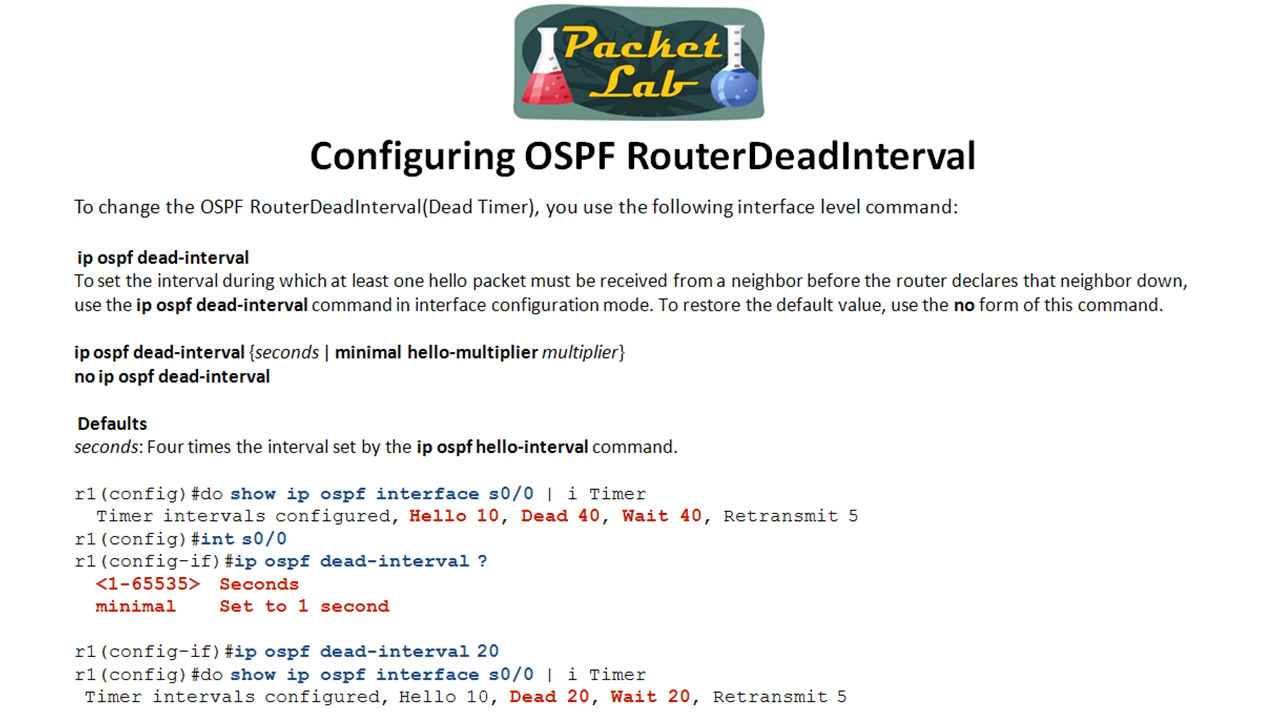 Packet
Lab
Configuring OSPF RouterDeadInterval
To change the OSPF RouterDeadInterval(Dead Timer), you use the following interface level command:
ip ospf dead-interval
To set the interval during which at least one hello packet must be received from a neighbor before the router declares that neighbor down,
use the ip ospf dead-interval command in interface configuration mode. To restore the default value, use the no form of this command.
ip ospf dead-interval {seconds | minimal hello-multiplier multiplier}
no ip ospf dead-interval
Defaults
seconds: Four times the interval set by the ip ospf hello-interval command.
r1(config)#do show ip ospf interface s0/0 | i Timer
Timer intervals configured, Hello 10, Dead 40, Wait 40, Retransmit 5
r1(config)#int s0/0
r1(config-if)#ip ospf dead-interval ?
<1-65535> Seconds
minimal Set to 1 second
r1(config-if)#ip ospf dead-interval 20
r1(config)#do show ip ospf interface s0/0 | i Timer
Timer intervals configured, Hello 10, Dead 20, Wait 20, Retransmit 5